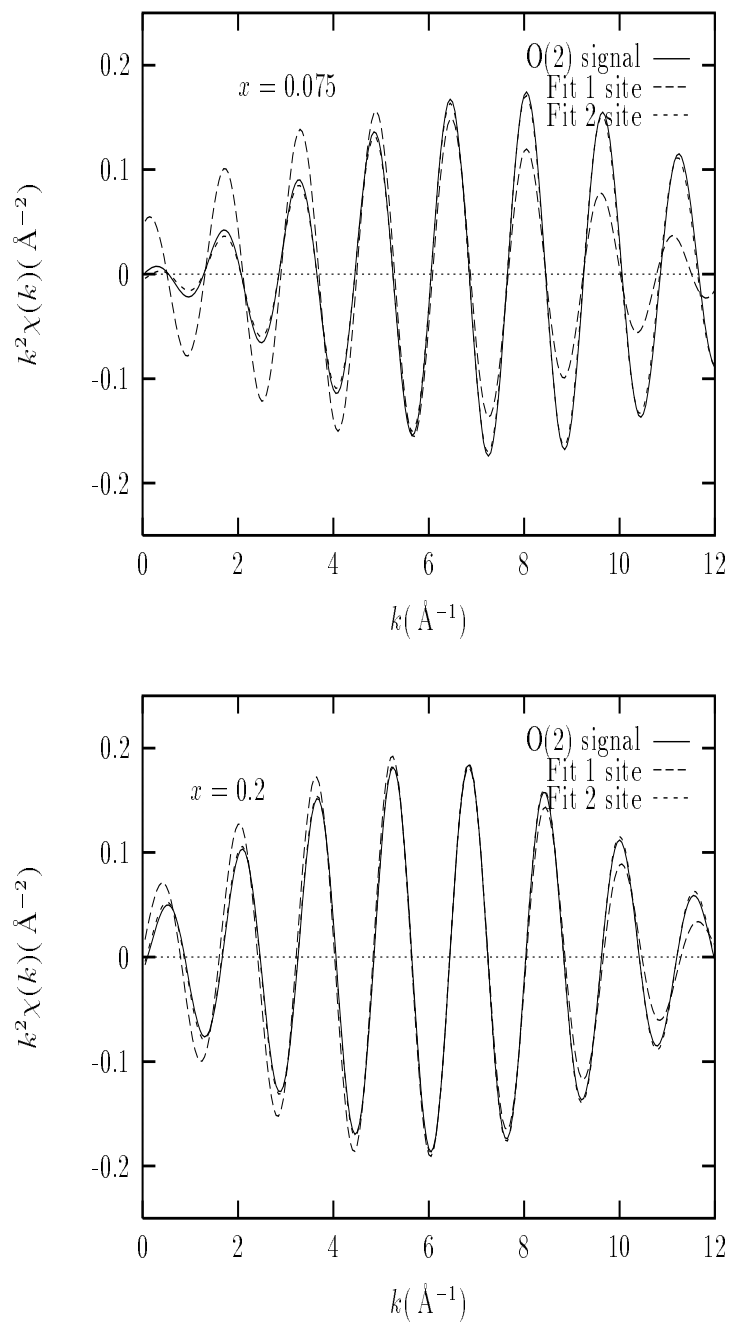 0.2
0.1
0
-0.1
-0.2
k²χ(k)( Å⁻²)
x = 0.075
O(2) signal
Fit 1 site
Fit 2 site
0 2 4 6 8 10 12
k( Å⁻¹)
0.2
0.1
0
-0.1
-0.2
k²χ(k)( Å⁻²)
x = 0.2
O(2) signal
Fit 1 site
Fit 2 site
0 2 4 6 8 10 12
k( Å⁻¹)